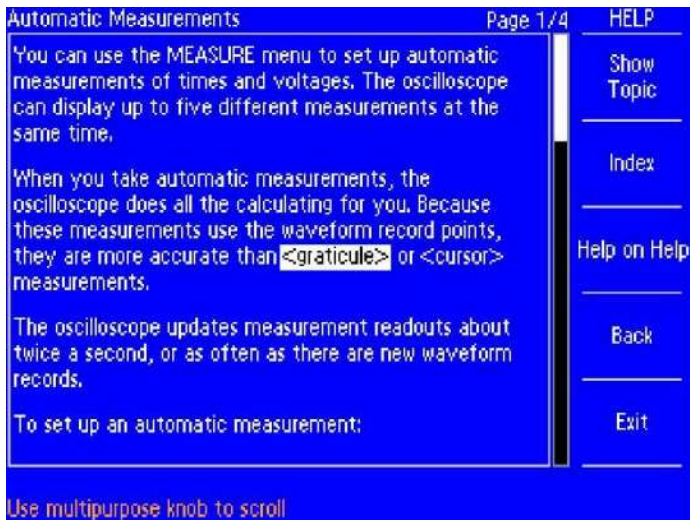 Automatic Measurements Page 1/4 HELP
You can use the MEASURE menu to set up automatic
measurements of times and voltages. The oscilloscope
can display up to five different measurements at the
same time.
When you take automatic measurements, the
oscilloscope does all the calculating for you. Because
these measurements use the waveform record points,
they are more accurate than <graticule> or <cursor>
measurements.
The oscilloscope updates measurement readouts about
twice a second, or as often as there are new waveform
records.
To set up an automatic measurement:
Use multipurpose knob to scroll
Show
Topic
Index
Help on Help
Back
Exit